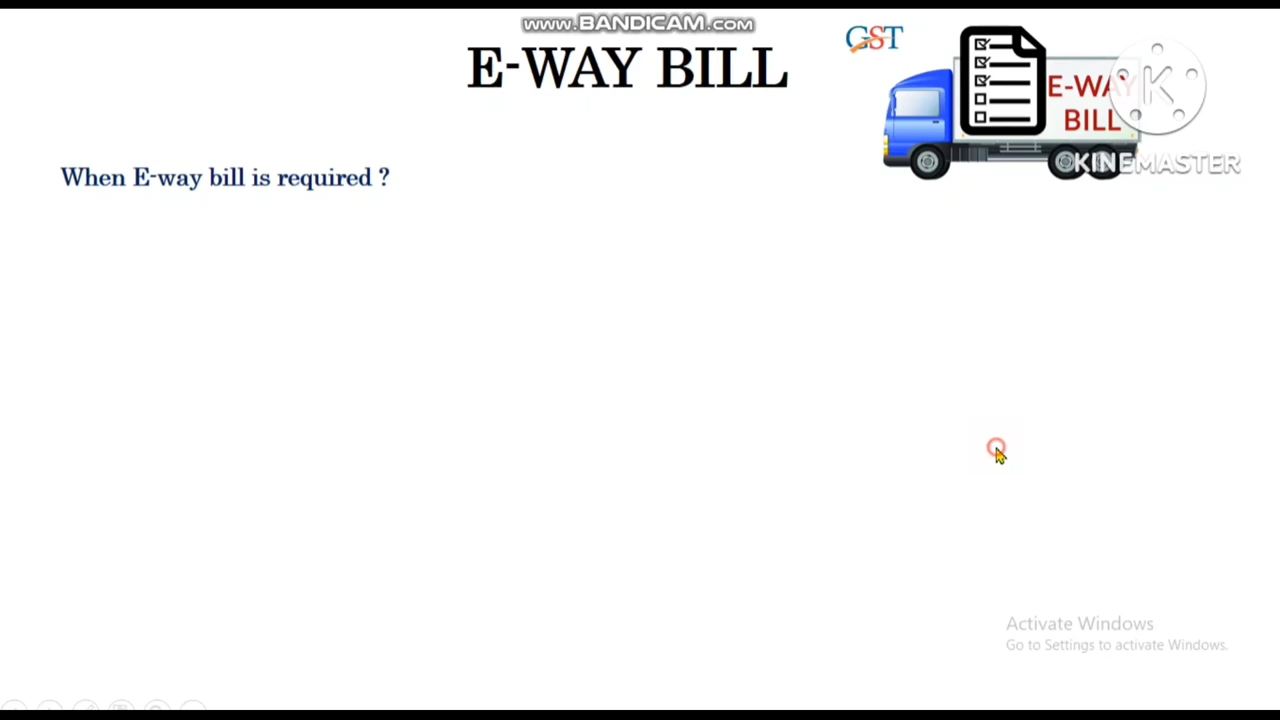 www.BANDICAM.com
E-WAY BILL
GST
E-WAY
BILL
KINEMASTER
When E-way bill is required ?
Activate Windows
Go to Settings to activate Windows.